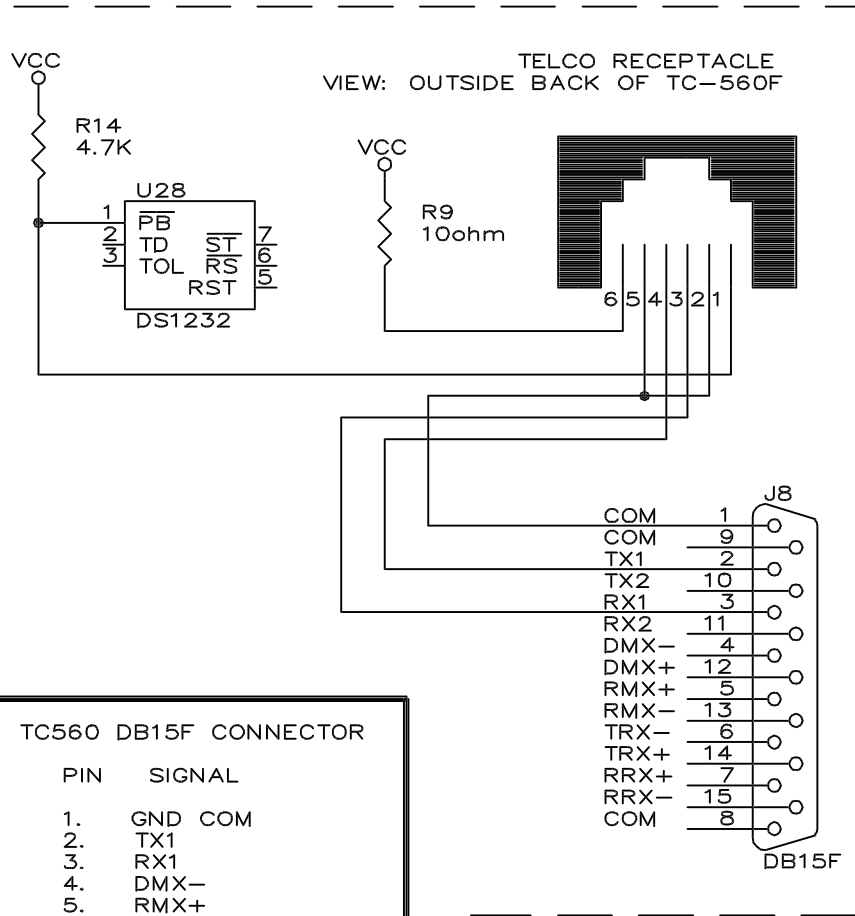 VCC
TELCO RECEPTACLE
VIEW: OUTSIDE BACK OF TC-560F
R14
4.7K
VCC
U28
R9
10ohm
1 PB
2 TD ST 7
3 TOL RS 6
RST 5
DS1232
6 5 4 3 2 1
J8
COM 1
COM 9
TX1 2
TX2 10
RX1 3
RX2 11
DMX- 4
DMX+ 12
RMX+ 5
RMX- 13
TRX- 6
TRX+ 14
RRX+ 7
RRX- 15
COM 8
DB15F
TC560 DB15F CONNECTOR
PIN SIGNAL
1. GND COM
2. TX1
3. RX1
4. DMX-
5. RMX+